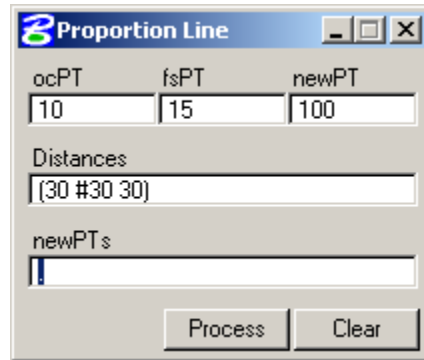 Proportion Line
ocPT fsPT newPT
10 15 100
Distances
(30 #30 30)
newPTs
.
Process Clear